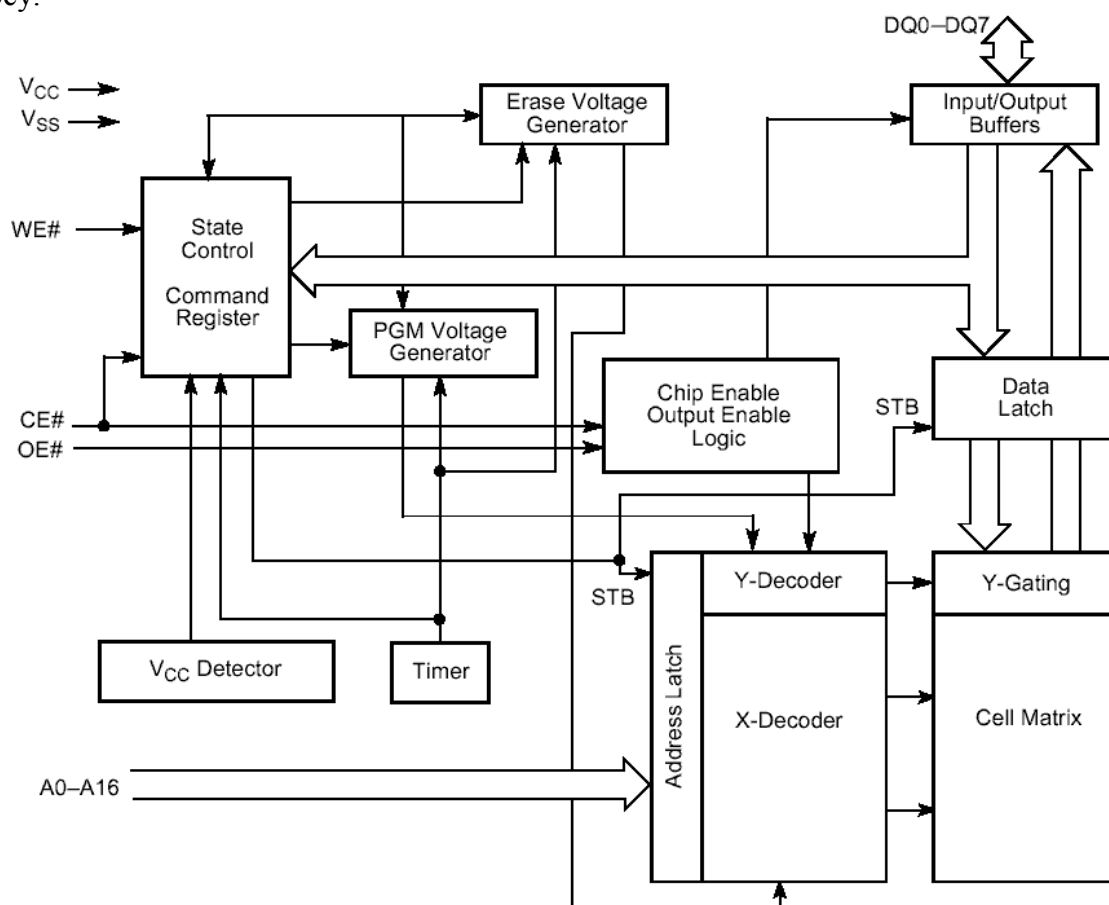 DQ0–DQ7
VCC
VSS
Erase Voltage
Generator
Input/Output
Buffers
WE#
State
Control
Command
Register
PGM Voltage
Generator
Chip Enable
Output Enable
Logic
STB
Data
Latch
CE#
OE#
STB
Y-Decoder
Y-Gating
VCC Detector
Timer
Address Latch
X-Decoder
Cell Matrix
A0–A16